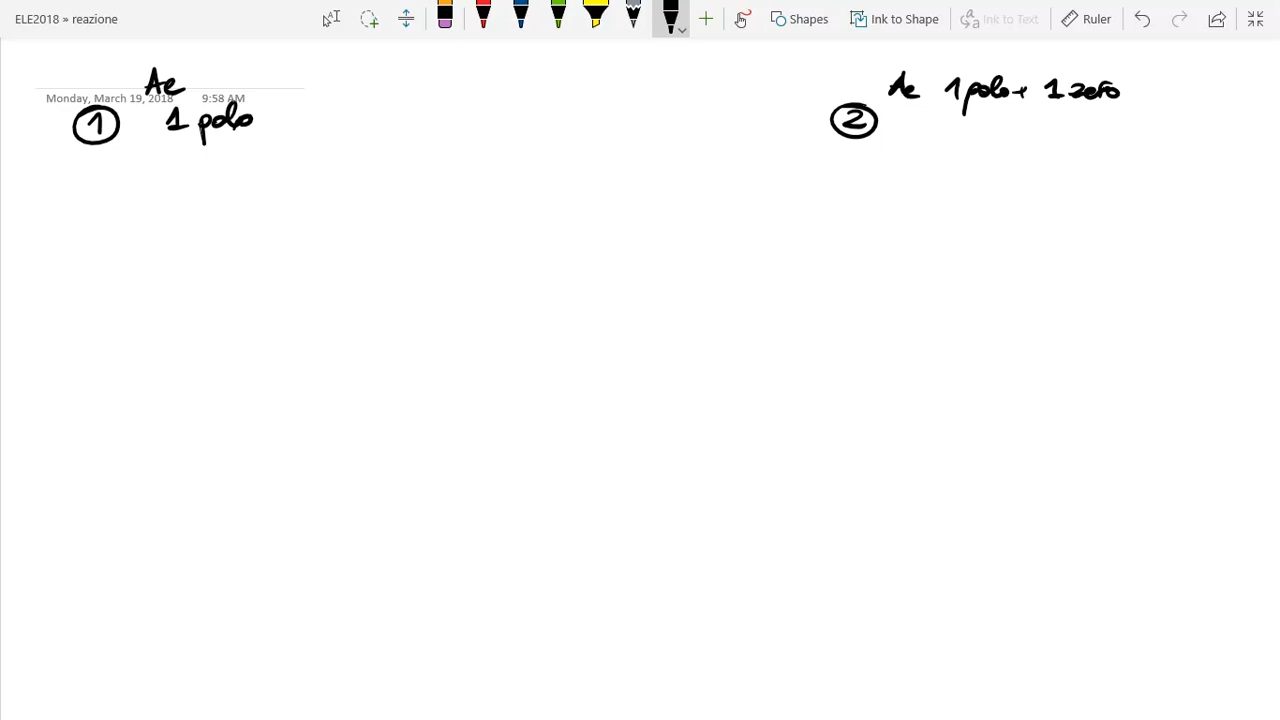 ELE2018 » reazione
Shapes
Ink to Shape
Ink to Text
Ruler
Ae
Monday, March 19, 2018 9:58 AM
① 1 polo
Ae 1 polo + 1 zero
②